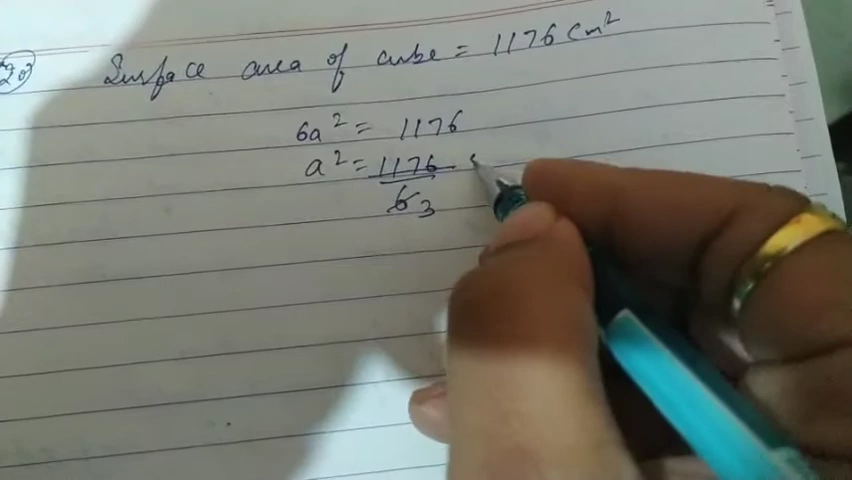 20
Surface area of cube = 1176 cm²
6a² = 1176
a² = 1176
6 3